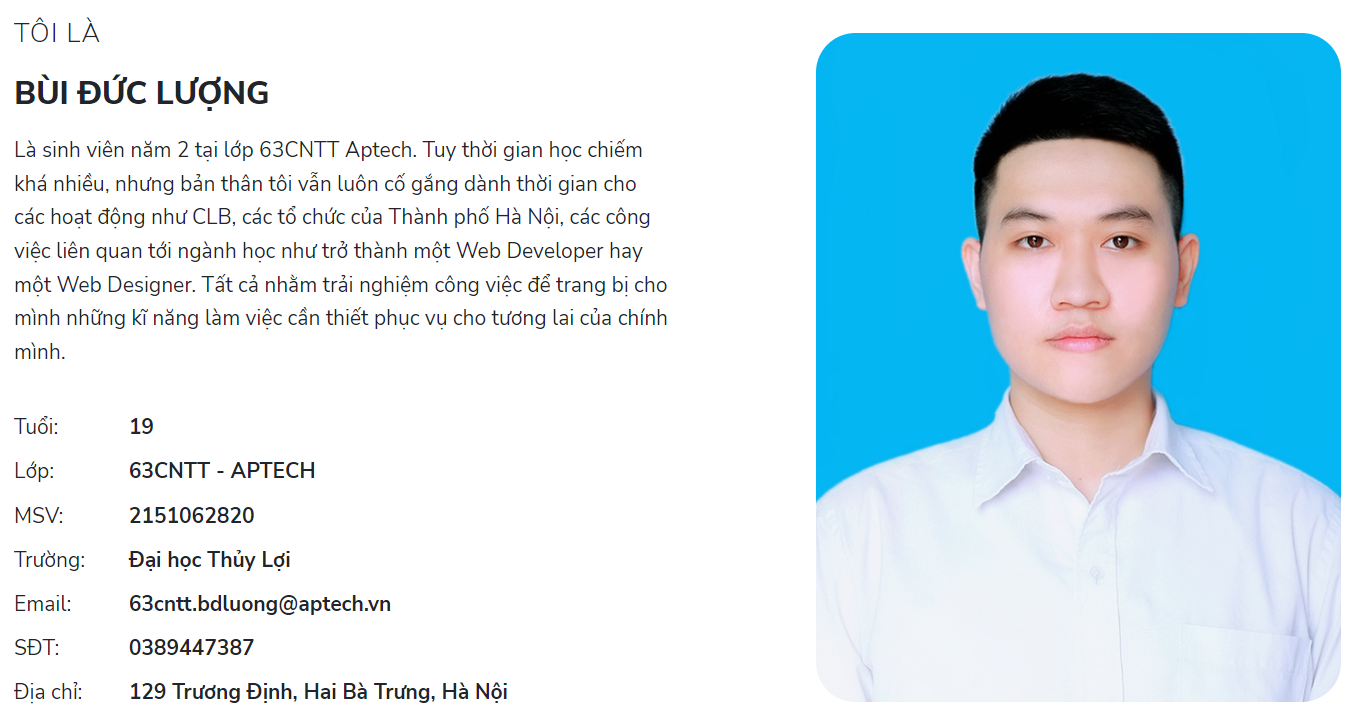 TÔI LÀ
BÙI ĐỨC LƯỢNG
Là sinh viên năm 2 tại lớp 63CNTT Aptech. Tuy thời gian học chiếm
khá nhiều, nhưng bản thân tôi vẫn luôn cố gắng dành thời gian cho
các hoạt động như CLB, các tổ chức của Thành phố Hà Nội, các công
việc liên quan tới ngành học như trở thành một Web Developer hay
một Web Designer. Tất cả nhằm trải nghiệm công việc để trang bị cho
mình những kĩ năng làm việc cần thiết phục vụ cho tương lai của chính
mình.
Tuổi: 19
Lớp: 63CNTT - APTECH
MSV: 2151062820
Trường: Đại học Thủy Lợi
Email: 63cntt.bdluong@aptech.vn
SĐT: 0389447387
Địa chỉ: 129 Trương Định, Hai Bà Trưng, Hà Nội